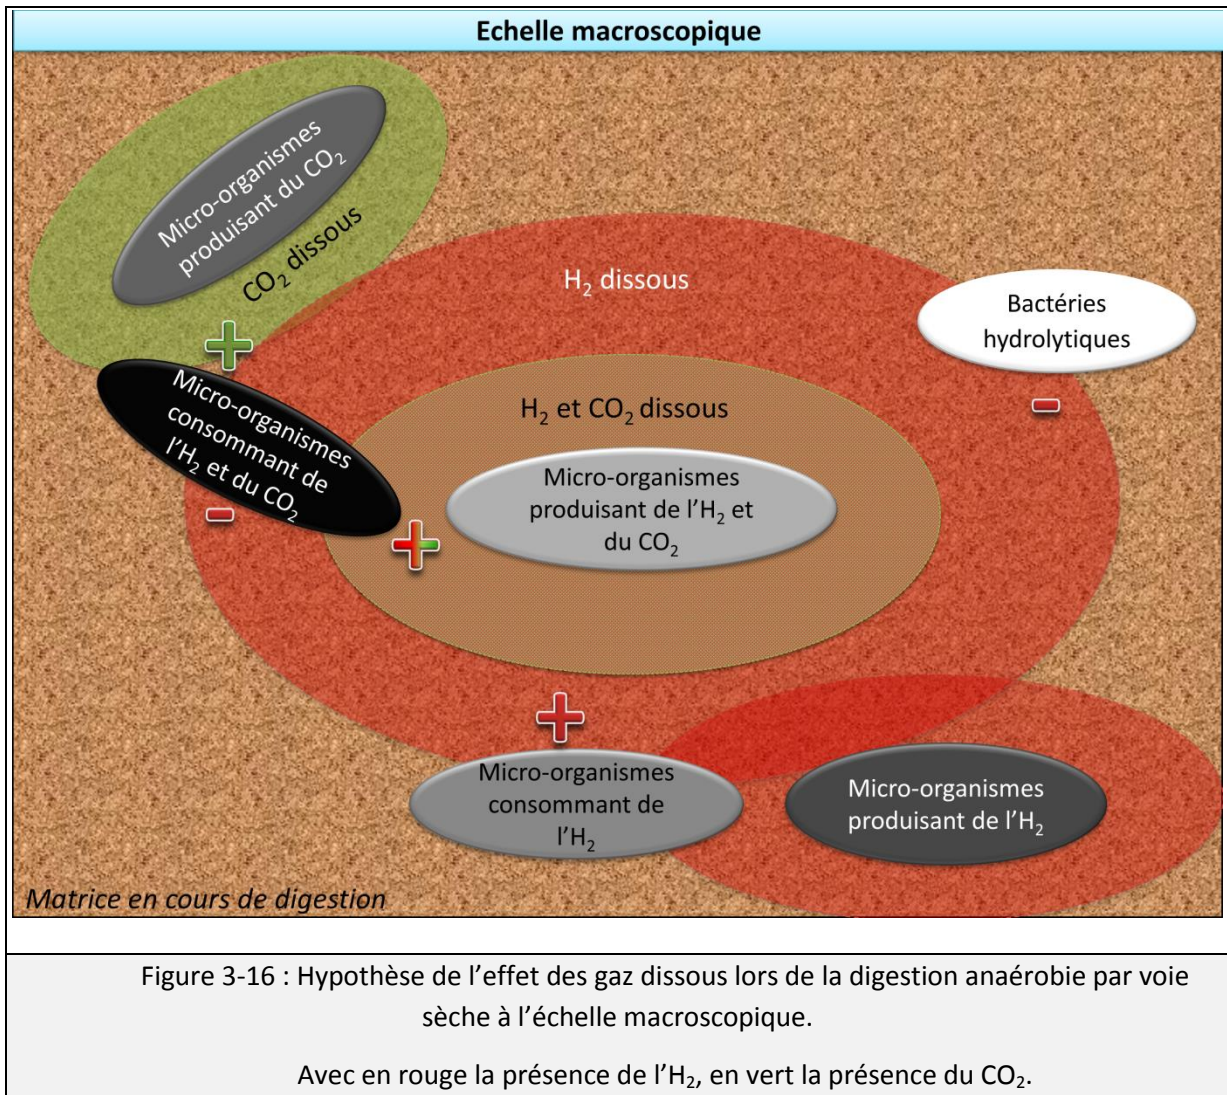 Echelle macroscopique
Micro-organismes
produisant du CO₂
CO₂ dissous
H₂ dissous
Bactéries
hydrolytiques
Micro-organismes
consommant de
l’H₂ et du CO₂
H₂ et CO₂ dissous
Micro-organismes
produisant de l’H₂ et
du CO₂
Micro-organismes
consommant de
l’H₂
Micro-organismes
produisant de l’H₂
Matrice en cours de digestion
Figure 3-16 : Hypothèse de l’effet des gaz dissous lors de la digestion anaérobie par voie
sèche à l’échelle macroscopique.
Avec en rouge la présence de l’H₂, en vert la présence du CO₂.